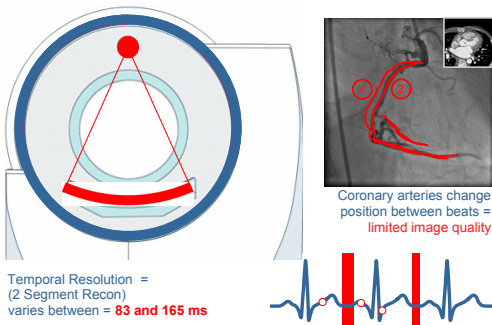 1
2
Coronary arteries change
position between beats =
limited image quality
Temporal Resolution =
(2 Segment Recon)
varies between = 83 and 165 ms